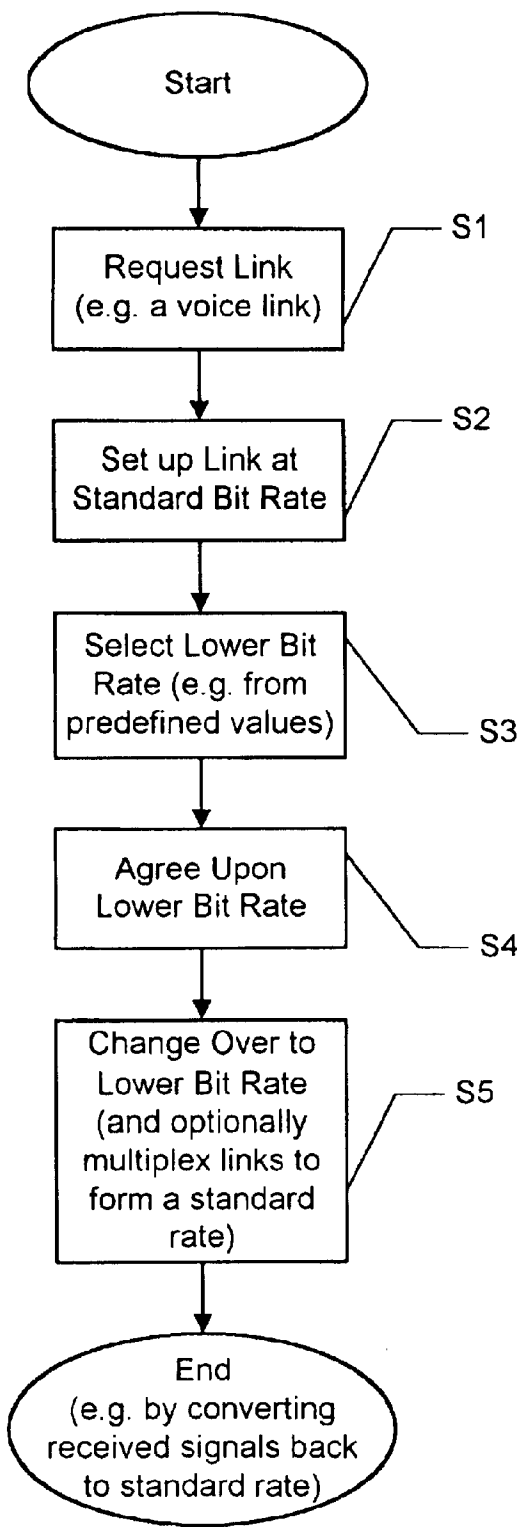 Start
Request Link
(e.g. a voice link)
S1
Set up Link at
Standard Bit Rate
S2
Select Lower Bit
Rate (e.g. from
predefined values)
S3
Agree Upon
Lower Bit Rate
S4
Change Over to
Lower Bit Rate
(and optionally
multiplex links to
form a standard
rate)
S5
End
(e.g. by converting
received signals back
to standard rate)